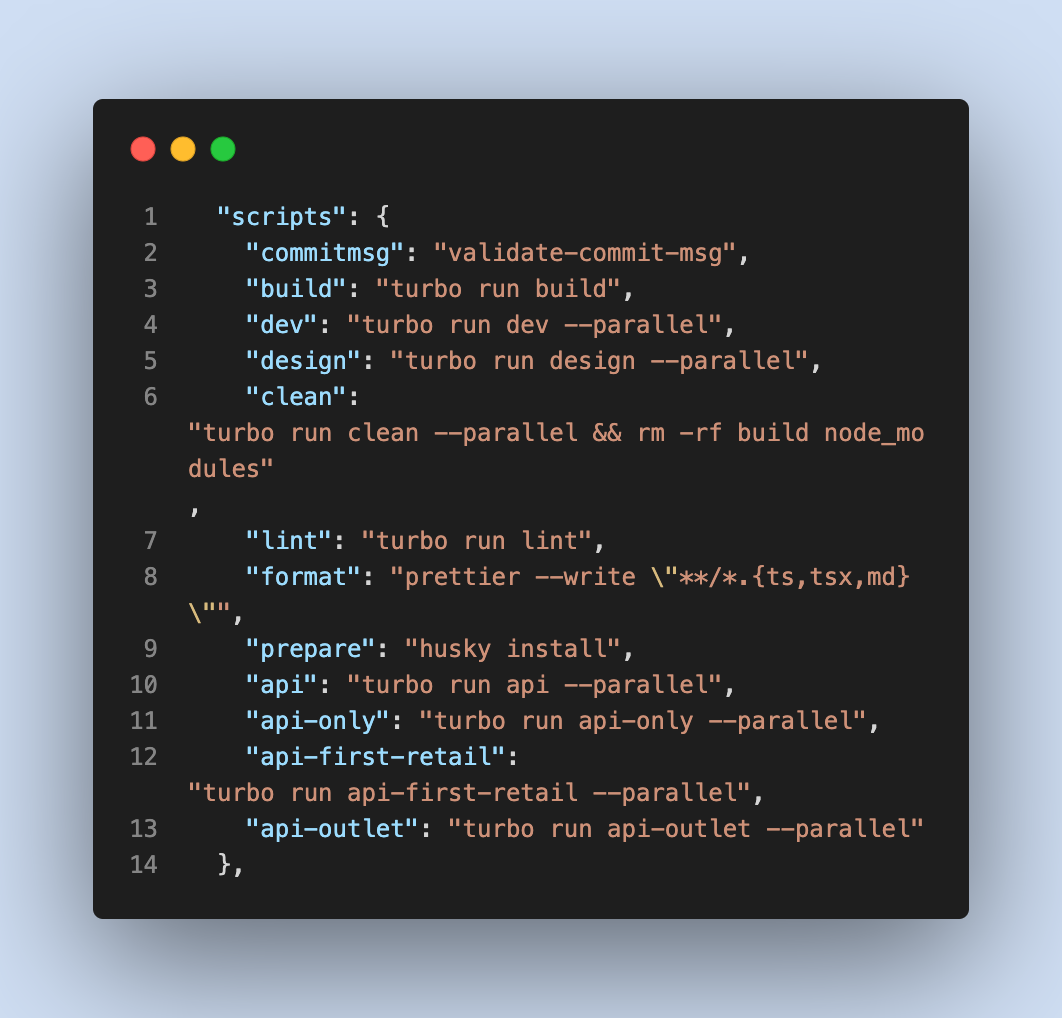 1 "scripts": {
2 "commitmsg": "validate-commit-msg",
3 "build": "turbo run build",
4 "dev": "turbo run dev --parallel",
5 "design": "turbo run design --parallel",
6 "clean":
"turbo run clean --parallel && rm -rf build node_mo
dules"
,
7 "lint": "turbo run lint",
8 "format": "prettier --write \"**/*.{ts,tsx,md}
\"",
9 "prepare": "husky install",
10 "api": "turbo run api --parallel",
11 "api-only": "turbo run api-only --parallel",
12 "api-first-retail":
"turbo run api-first-retail --parallel",
13 "api-outlet": "turbo run api-outlet --parallel"
14 },